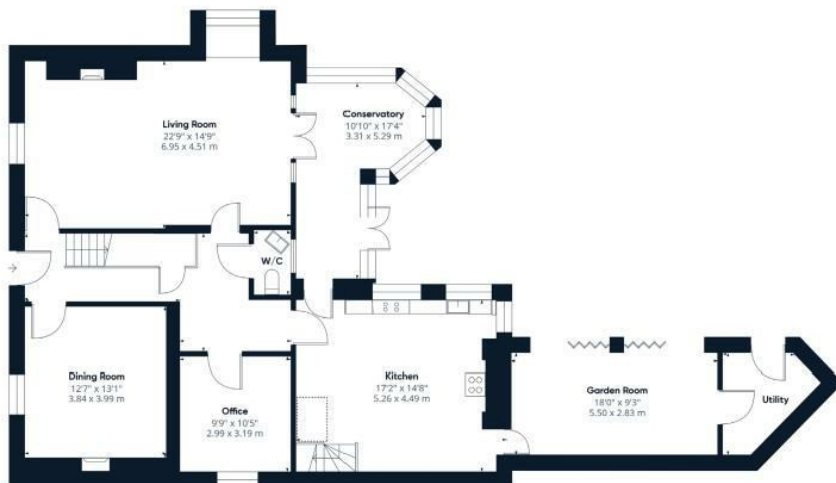 Living Room
22'9" x 14'9"
6.95 x 4.51 m
Conservatory
10'10" x 17'4"
3.31 x 5.29 m
W/C
Dining Room
12'7" x 13'1"
3.84 x 3.99 m
Office
9'9" x 10'5"
2.99 x 3.19 m
Kitchen
17'2" x 14'8"
5.26 x 4.49 m
Garden Room
18'0" x 9'3"
5.50 x 2.83 m
Utility